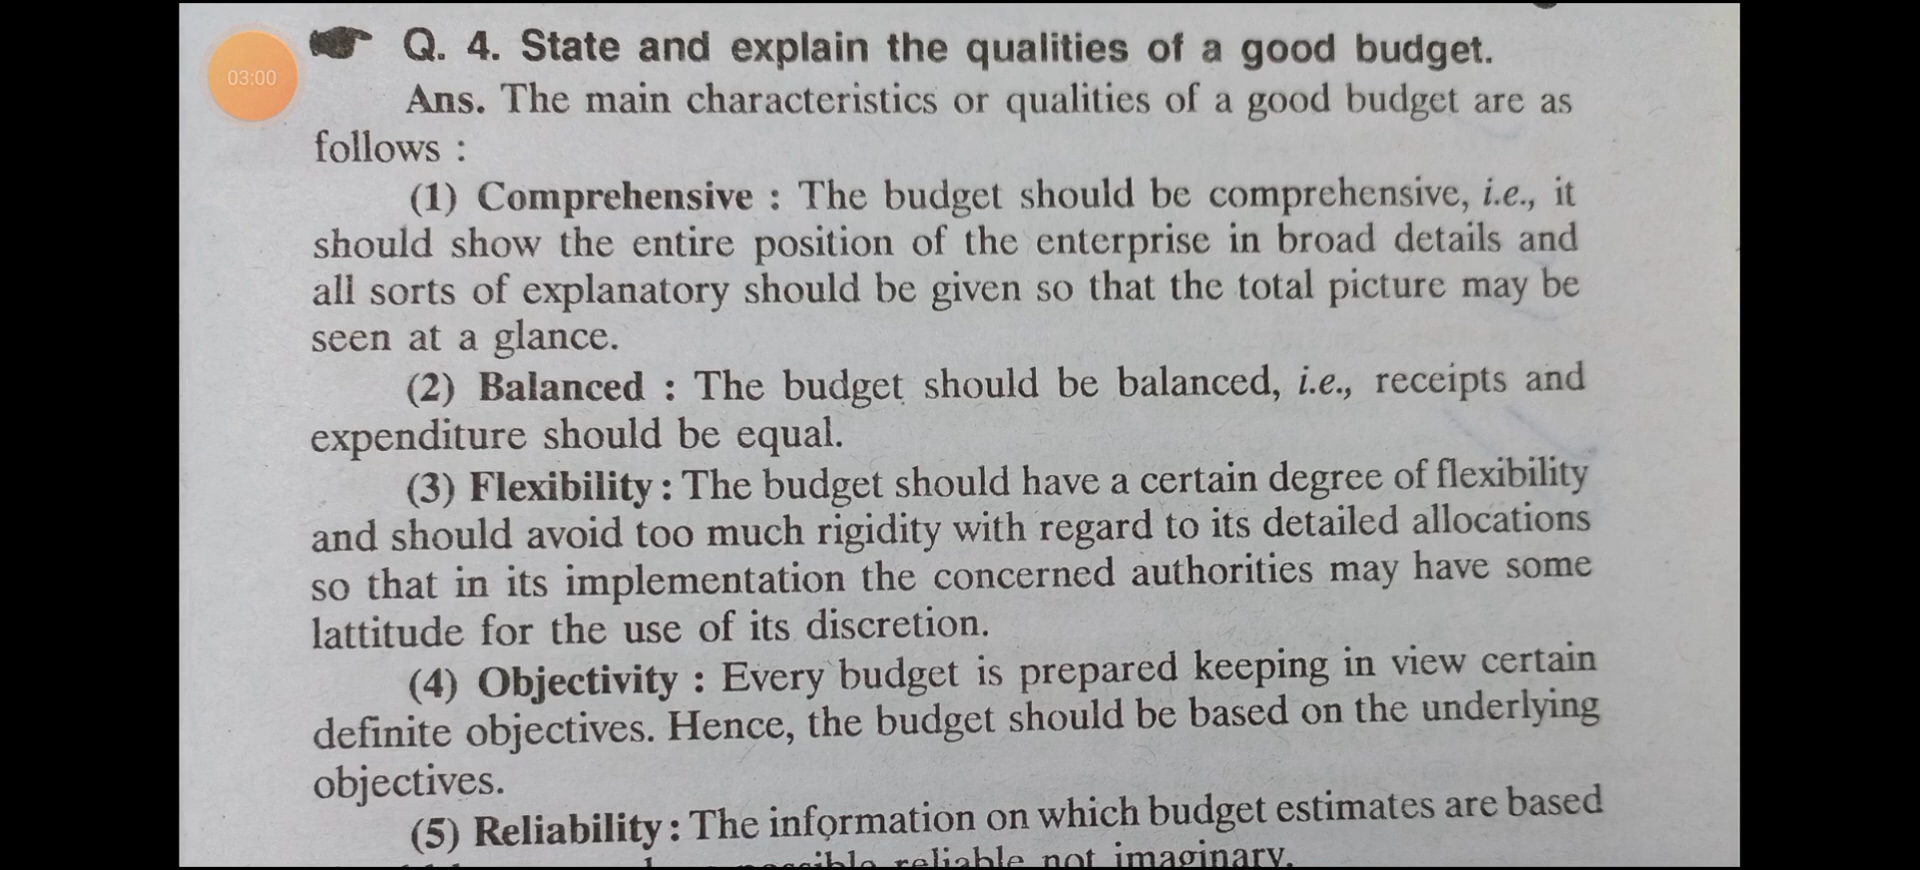 03:00
Q. 4. State and explain the qualities of a good budget.
Ans. The main characteristics or qualities of a good budget are as
follows :
(1) Comprehensive : The budget should be comprehensive, i.e., it
should show the entire position of the enterprise in broad details and
all sorts of explanatory should be given so that the total picture may be
seen at a glance.
(2) Balanced : The budget should be balanced, i.e., receipts and
expenditure should be equal.
(3) Flexibility : The budget should have a certain degree of flexibility
and should avoid too much rigidity with regard to its detailed allocations
so that in its implementation the concerned authorities may have some
lattitude for the use of its discretion.
(4) Objectivity : Every budget is prepared keeping in view certain
definite objectives. Hence, the budget should be based on the underlying
objectives.
(5) Reliability : The information on which budget estimates are based
reliable not imaginary.